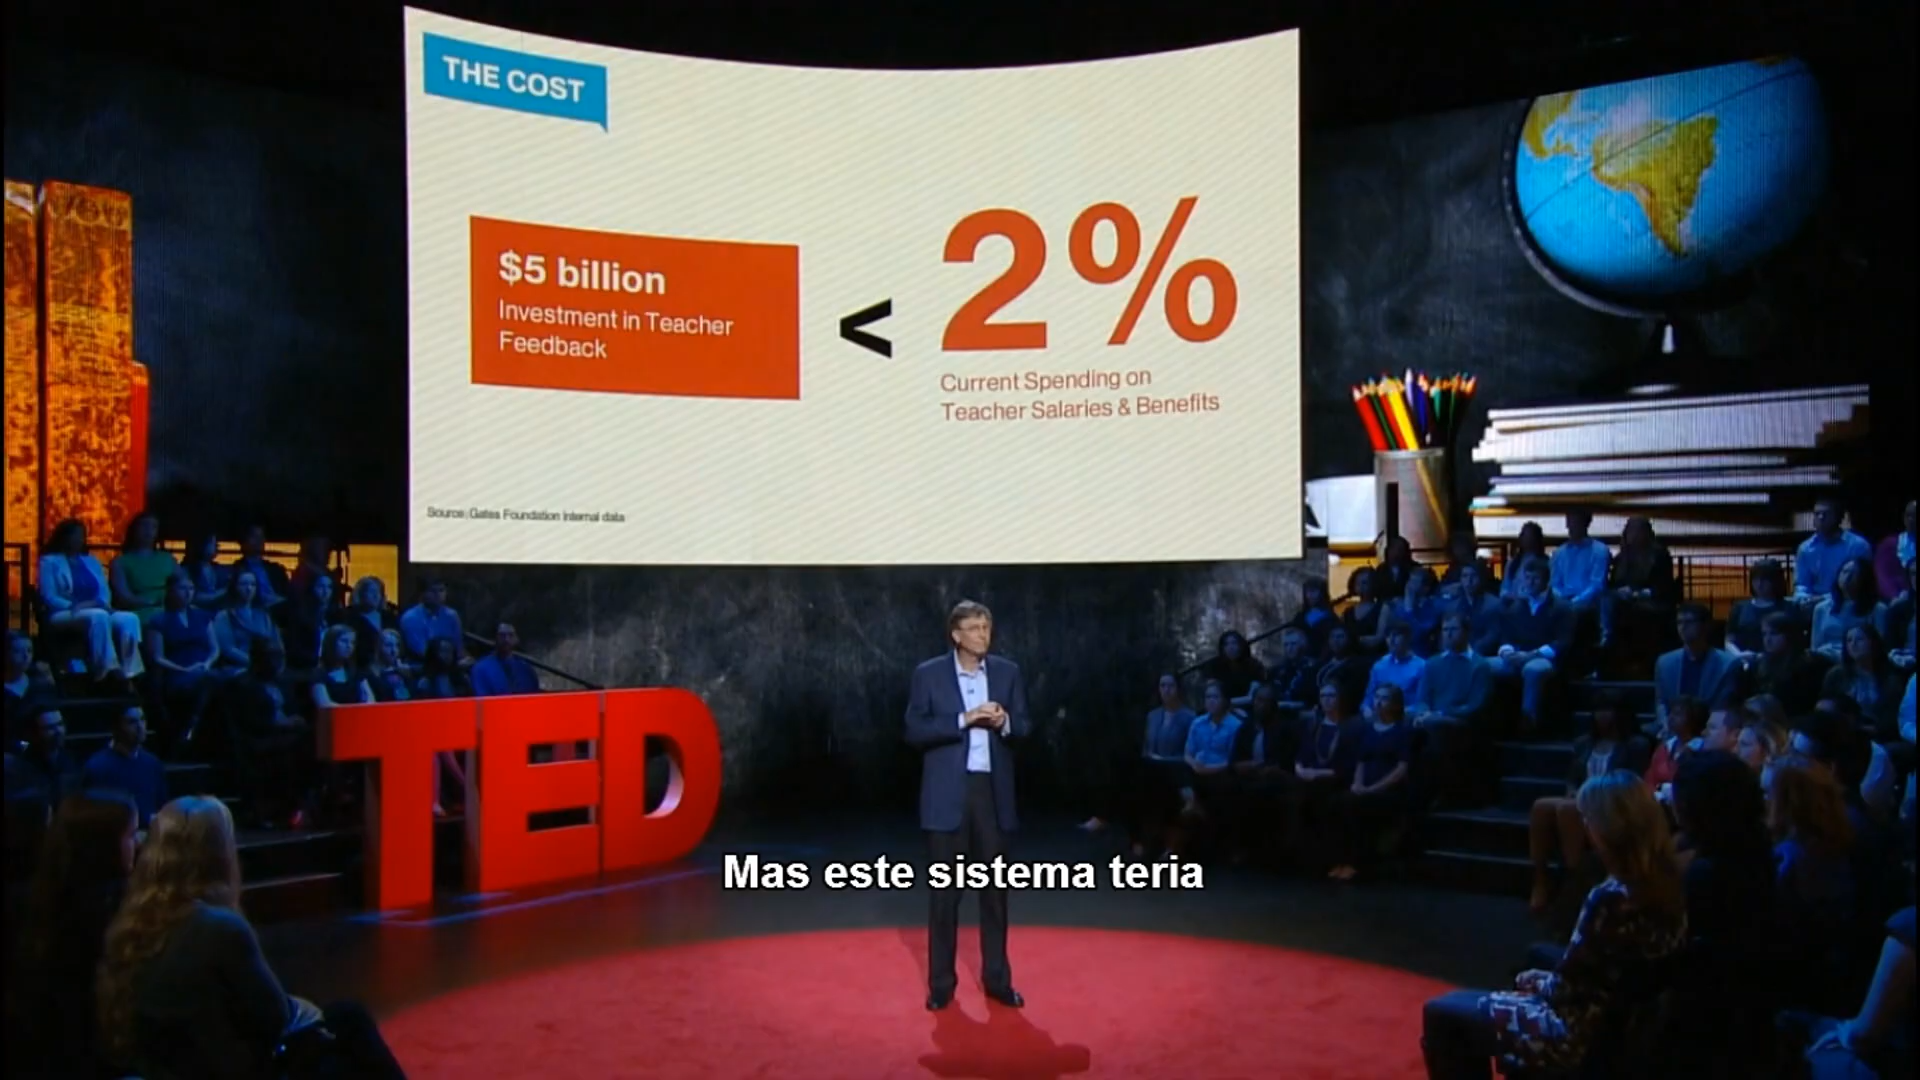 THE COST
$5 billion
Investment in Teacher
Feedback
<
2%
Current Spending on
Teacher Salaries & Benefits
Source: Gates Foundation internal data
TED
Mas este sistema teria